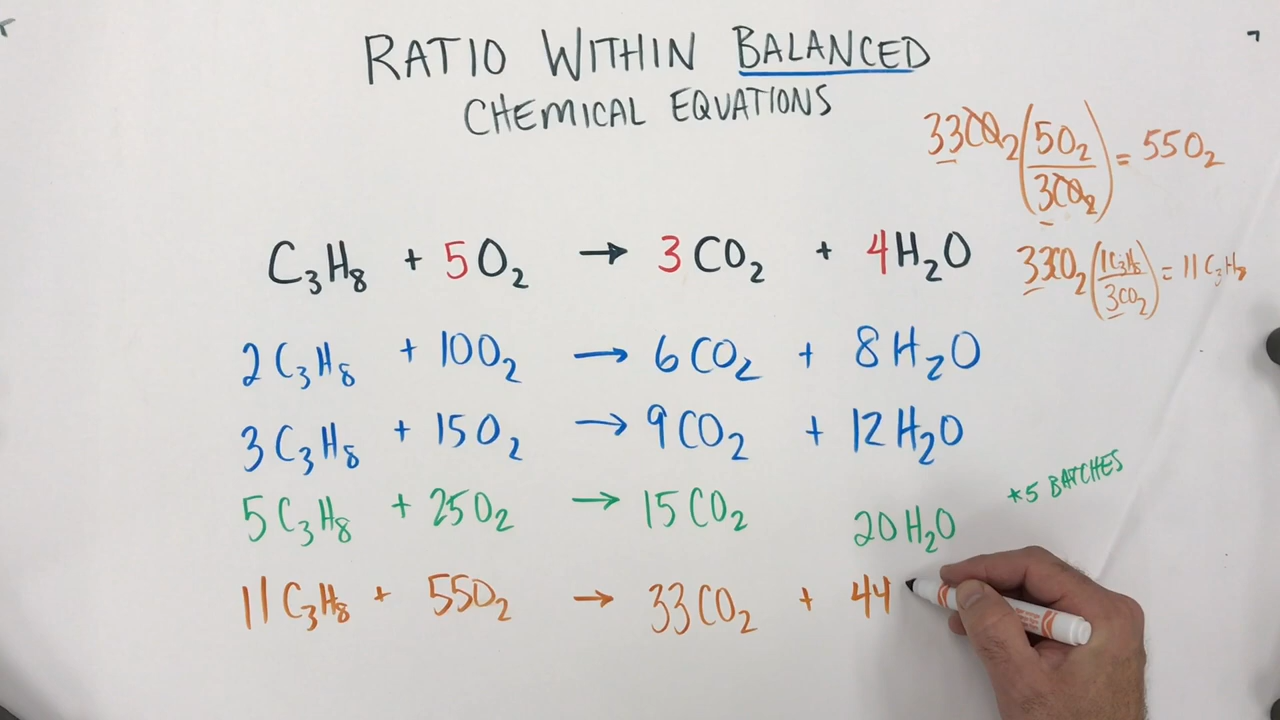 RATIO WITHIN BALANCED
CHEMICAL EQUATIONS
33CO₂(5O₂/3CO₂) = 55O₂
C₃H₈ + 5O₂ → 3CO₂ + 4H₂O
33CO₂(1C₃H₈/3CO₂) = 11C₃H₈
2C₃H₈ + 10O₂ → 6CO₂ + 8H₂O
3C₃H₈ + 15O₂ → 9CO₂ + 12H₂O
*5 BATCHES
5C₃H₈ + 25O₂ → 15CO₂ 20H₂O
11C₃H₈ + 55O₂ → 33CO₂ + 44